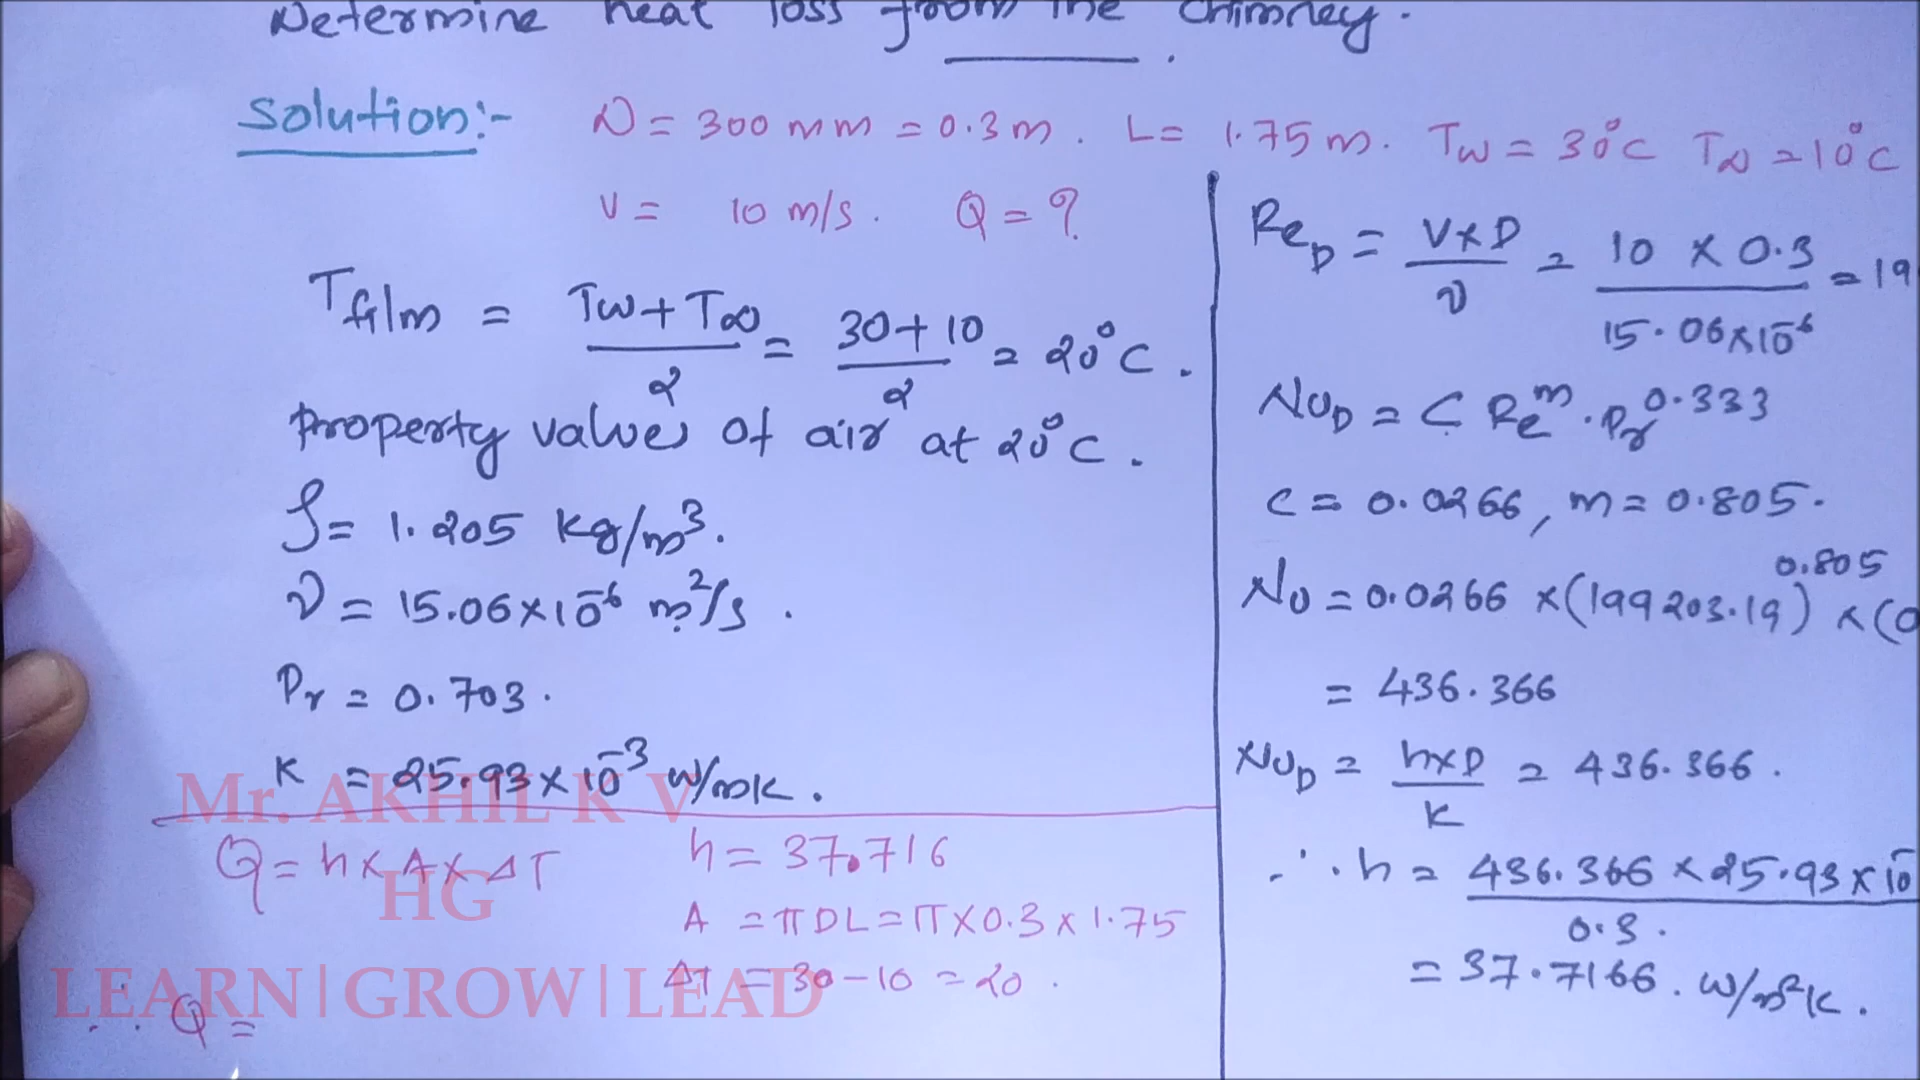 Determine heat loss from the chimney.
Solution:- D = 300 mm = 0.3 m. L = 1.75 m. Tw = 30°C T∞ = 10°C
V = 10 m/s. Q = ?
Tfilm = Tw + T∞ / 2 = 30 + 10 / 2 = 20°C.
Property values of air at 20°C.
ρ = 1.205 kg/m³.
ν = 15.06 × 10⁻⁶ m²/s.
Pr = 0.703.
K = 25.93 × 10⁻³ W/mK.
Q = h × A × ΔT
h = 37.716
A = πDL = π × 0.3 × 1.75
ΔT = 30 - 10 = 20.
∴ Q =
Re_D = V × D / ν = 10 × 0.3 / 15.06 × 10⁻⁶ = 19
Nu_D = C Re^m . Pr^0.333
C = 0.0266, m = 0.805.
Nu = 0.0266 × (199203.19)^0.805 × (0
= 436.366
Nu_D = h × D / K = 436.366.
∴ h = 436.366 × 25.93 × 10⁻ / 0.3.
= 37.7166. W/m²K.
Mr. AKHIL K V
HG
LEARN|GROW|LEAD